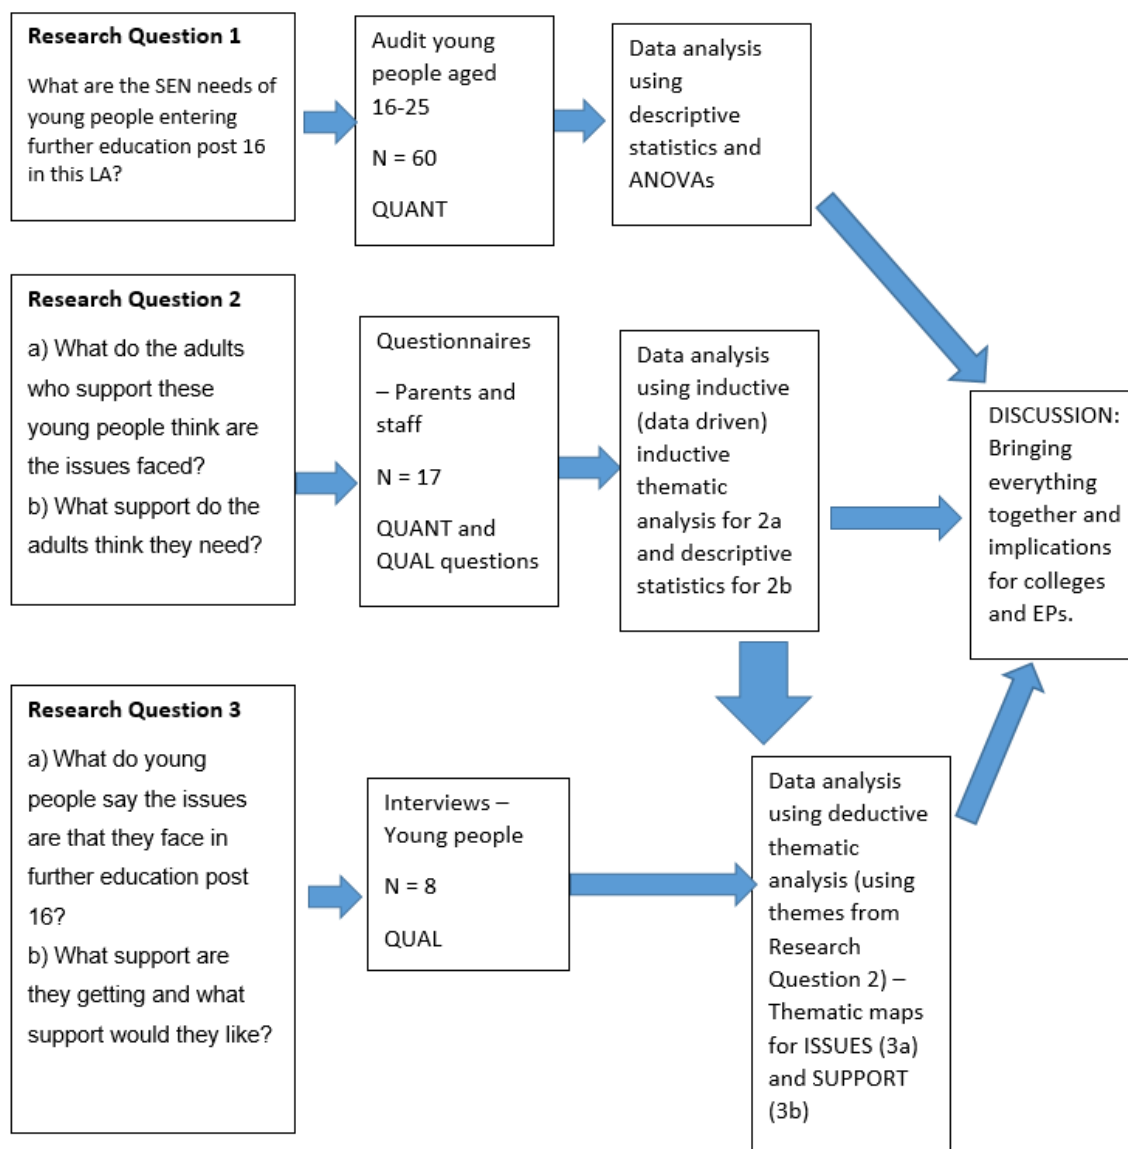 Research Question 1
What are the SEN needs of
young people entering
further education post 16
in this LA?
Audit young
people aged
16-25
N = 60
QUANT
Data analysis
using
descriptive
statistics and
ANOVAs
Research Question 2
a) What do the adults
who support these
young people think are
the issues faced?
b) What support do the
adults think they need?
Questionnaires
– Parents and
staff
N = 17
QUANT and
QUAL questions
Data analysis
using inductive
(data driven)
inductive
thematic
analysis for 2a
and descriptive
statistics for 2b
DISCUSSION:
Bringing
everything
together and
implications
for colleges
and EPs.
Research Question 3
a) What do young
people say the issues
are that they face in
further education post
16?
b) What support are
they getting and what
support would they like?
Interviews –
Young people
N = 8
QUAL
Data analysis
using deductive
thematic
analysis (using
themes from
Research
Question 2) –
Thematic maps
for ISSUES (3a)
and SUPPORT
(3b)